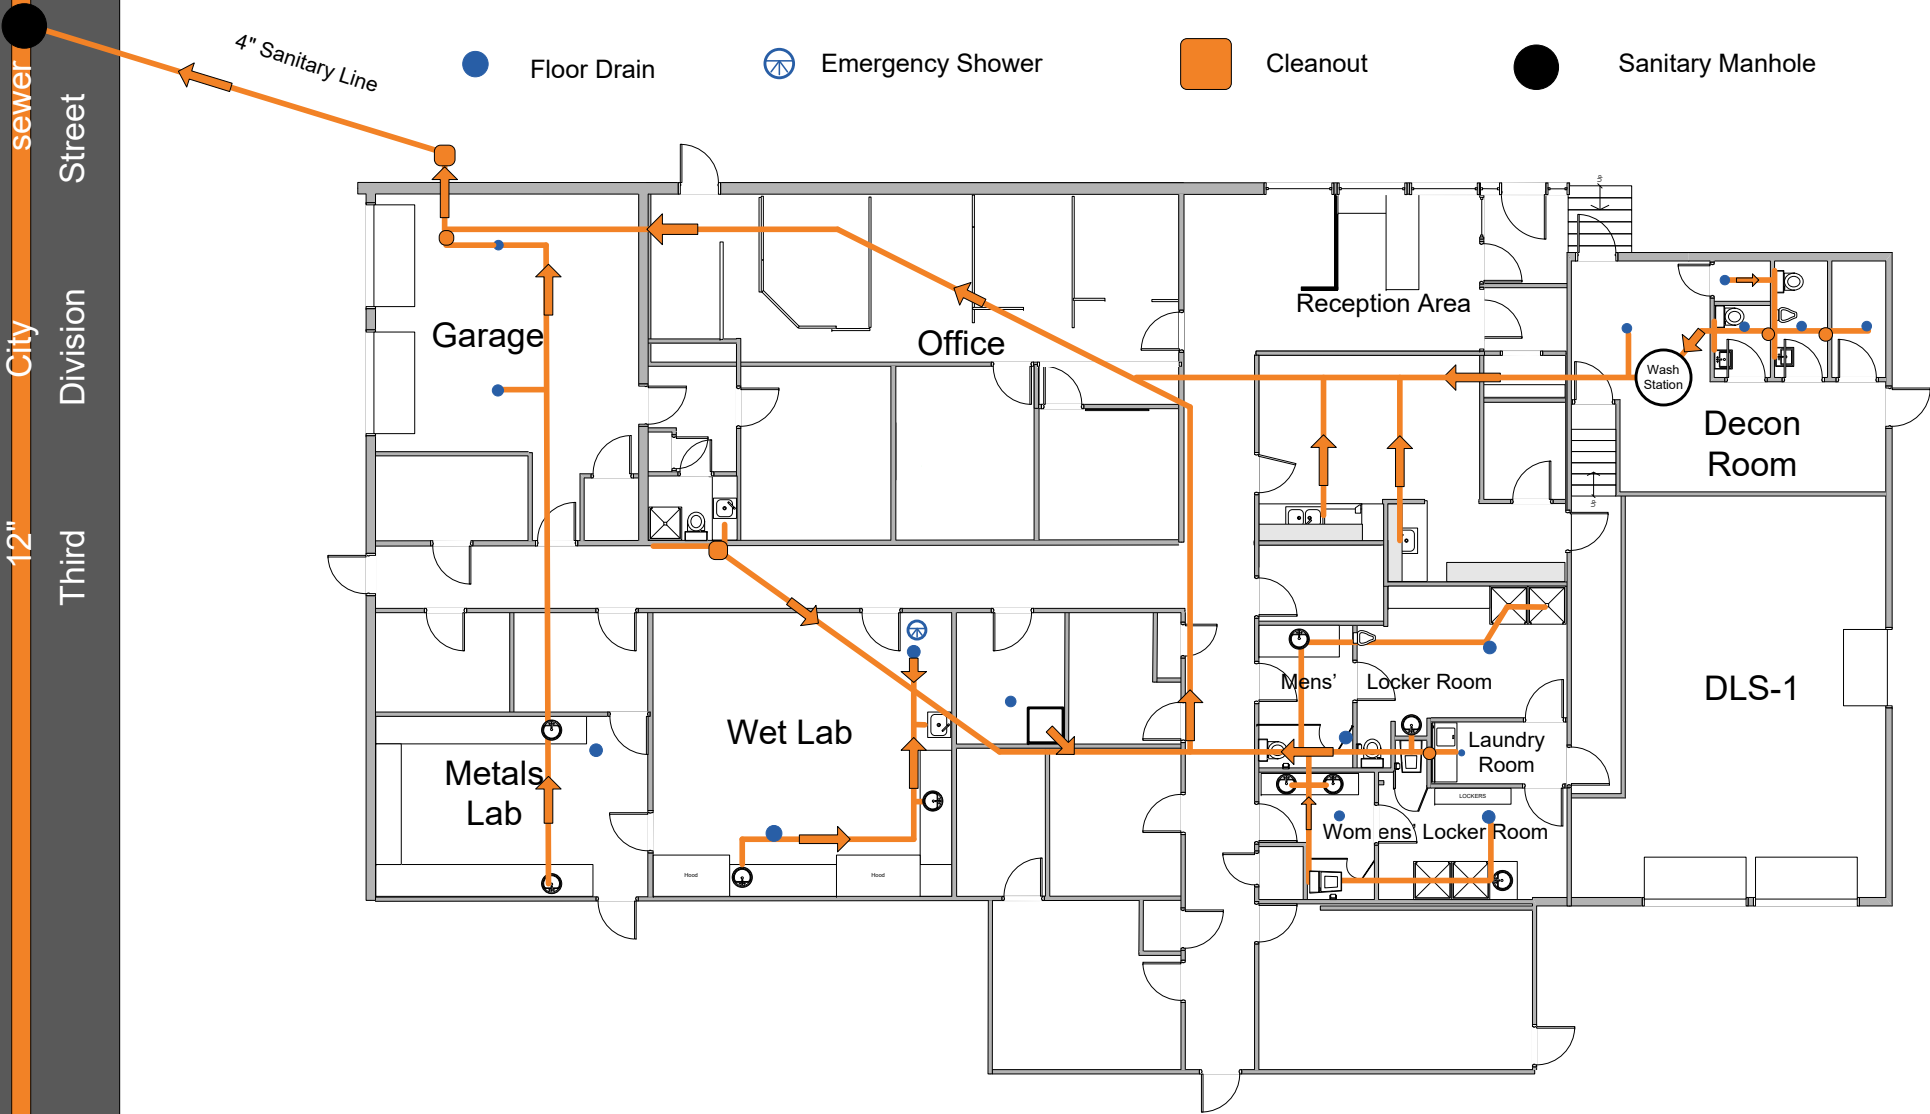 4" Sanitary Line
Floor Drain
Emergency Shower
Cleanout
Sanitary Manhole
12" City sewer
Third Division Street
Garage
Office
Reception Area
Wash
Station
Decon
Room
DLS-1
Mens' Locker Room
Laundry
Room
LOCKERS
Womens' Locker Room
Wet Lab
Metals
Lab
Hood
Hood